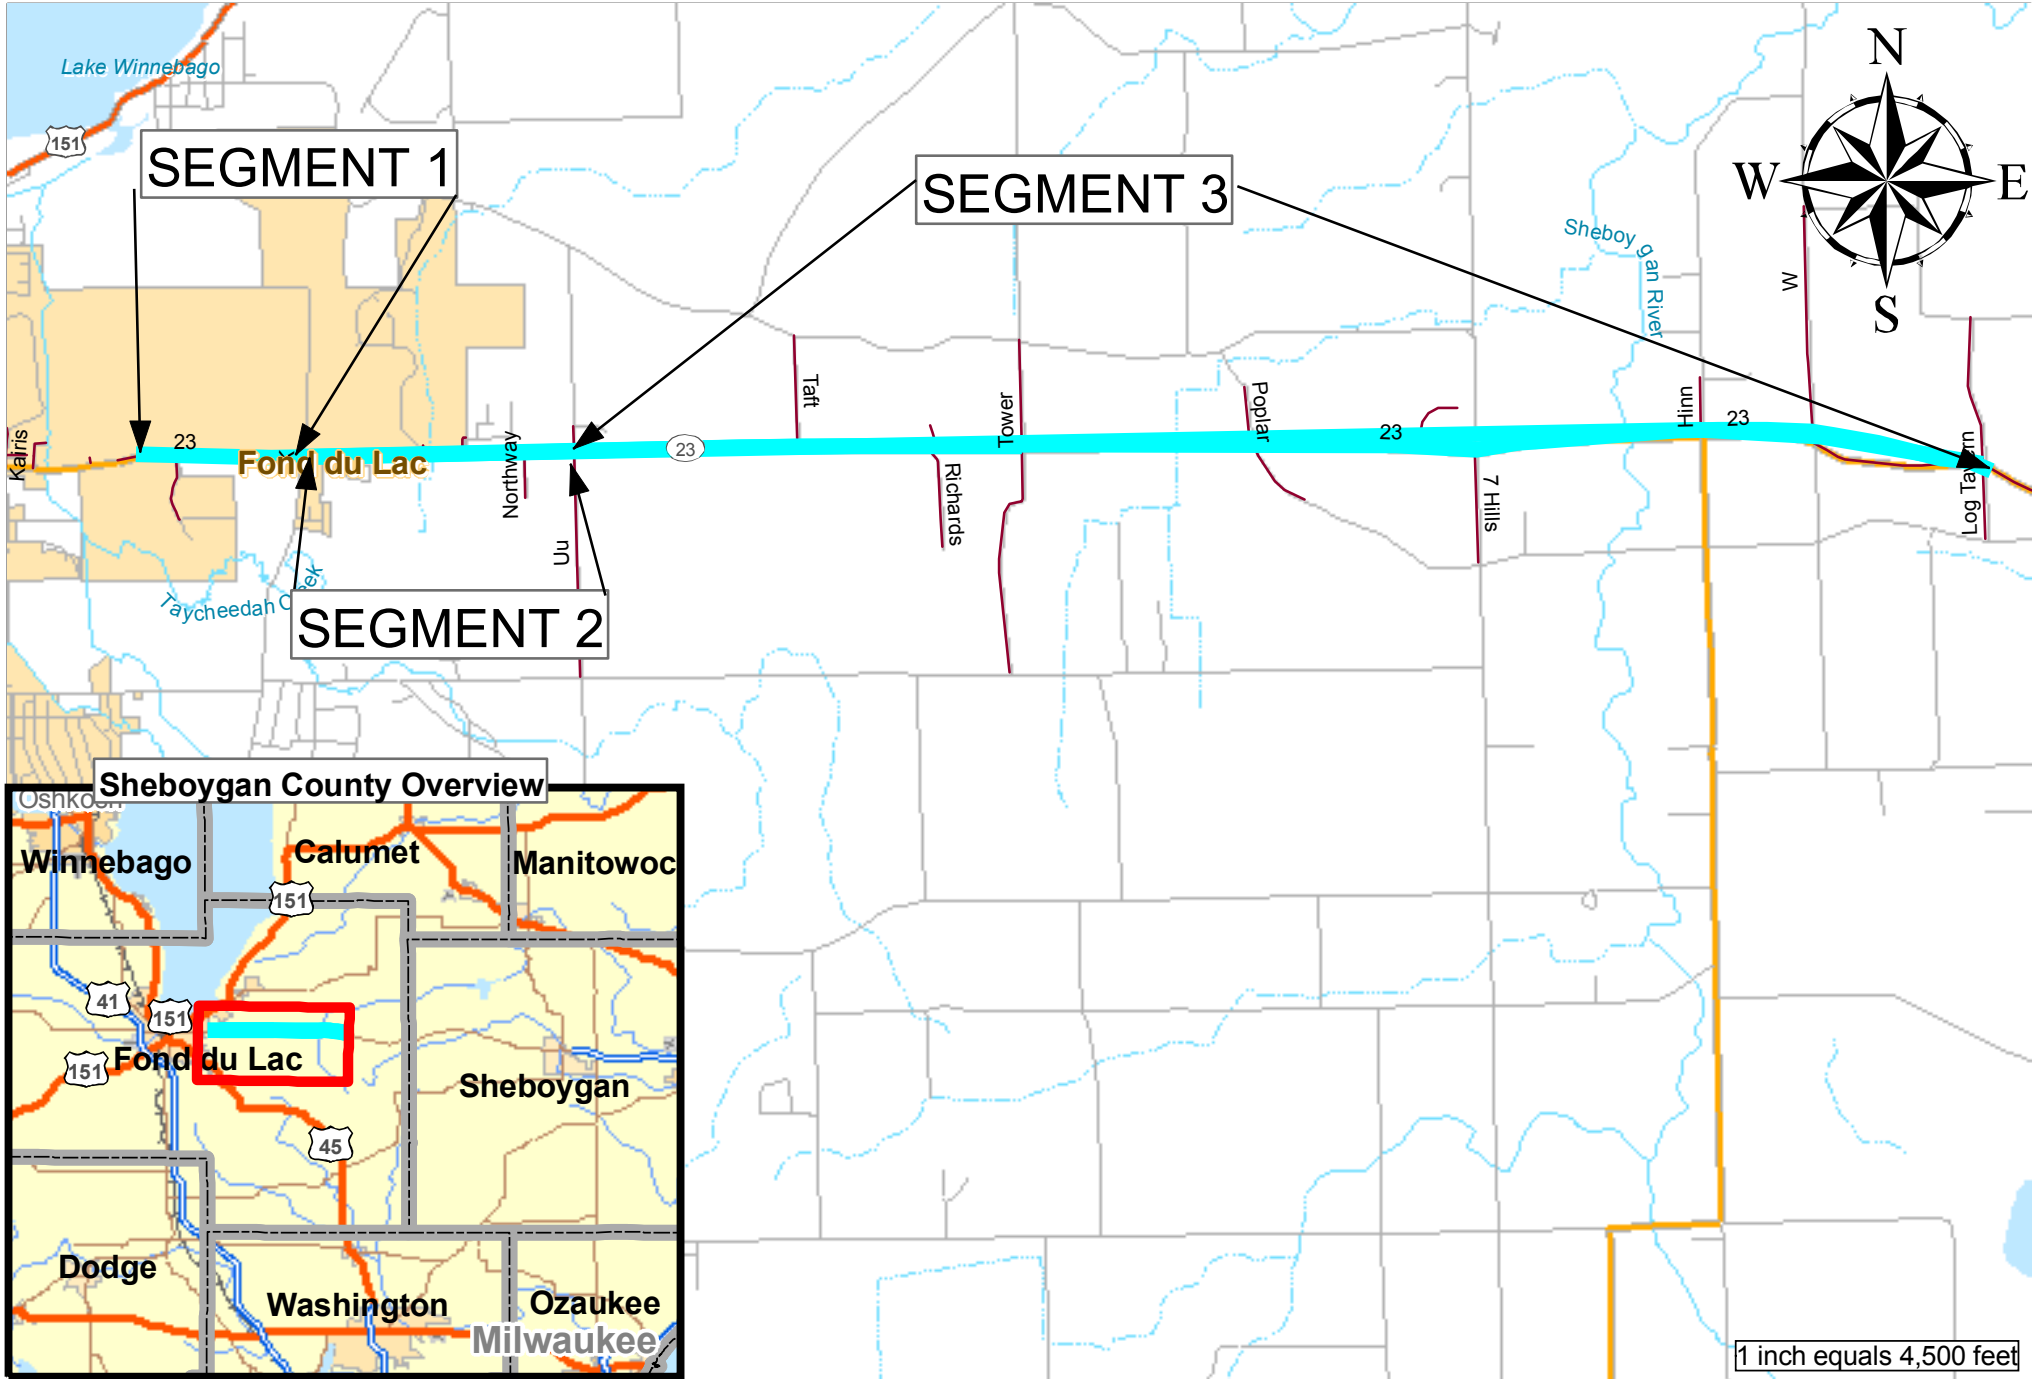 Lake Winnebago
151
SEGMENT 1
SEGMENT 3
N
W
E
S
Sheboygan River
W
Kairis
23
K
Fond du Lac
Northway
Uu
23
Taft
Richards
Tower
Poplar
23
7 Hills
Hinn
23
Log Tavern
Taycheedah Creek
SEGMENT 2
Sheboygan County Overview
Oshkosh
Winnebago
Calumet
Manitowoc
151
41
151
151
Fond du Lac
Sheboygan
45
Dodge
Washington
Ozaukee
Milwaukee
1 inch equals 4,500 feet